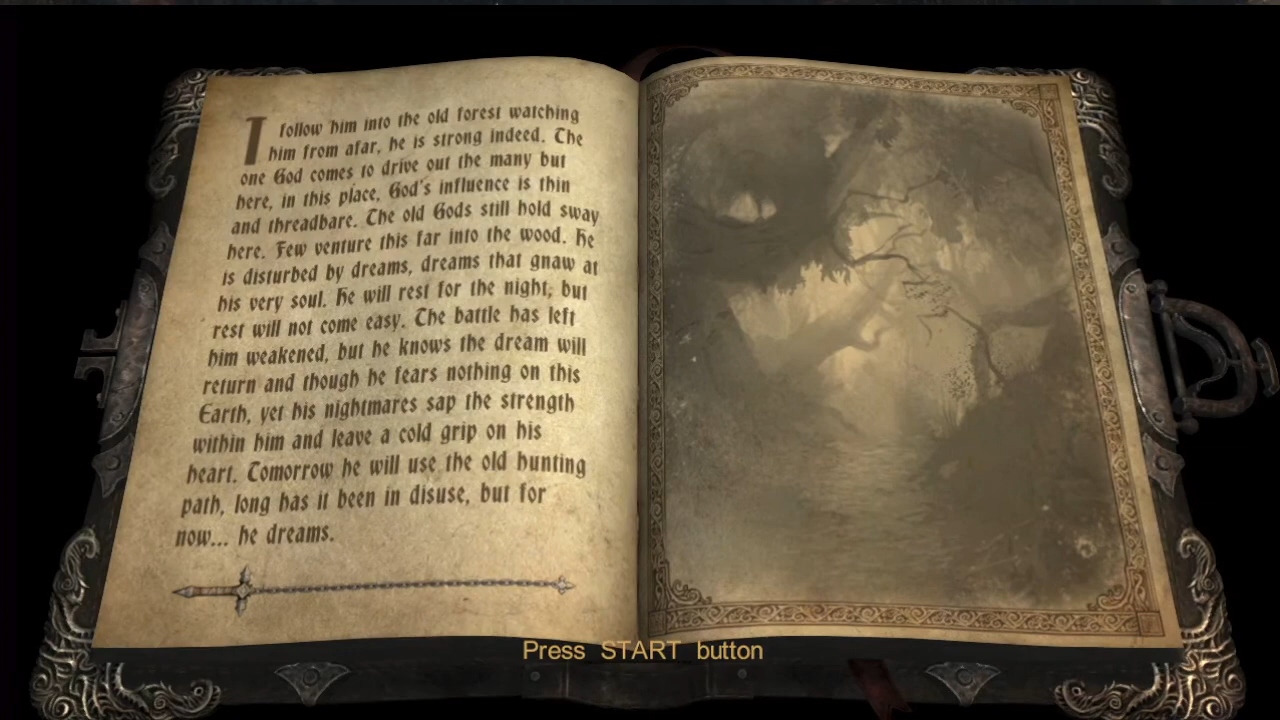 I follow him into the old forest watching
him from afar, he is strong indeed. The
one God comes to drive out the many but
here, in this place, God's influence is thin
and threadbare. The old Gods still hold sway
here. Few venture this far into the wood. He
is disturbed by dreams, dreams that gnaw at
his very soul. He will rest for the night, but
rest will not come easy. The battle has left
him weakened, but he knows the dream will
return and though he fears nothing on this
Earth, yet his nightmares sap the strength
within him and leave a cold grip on his
heart. Tomorrow he will use the old hunting
path, long has it been in disuse, but for
now... he dreams.
Press START button